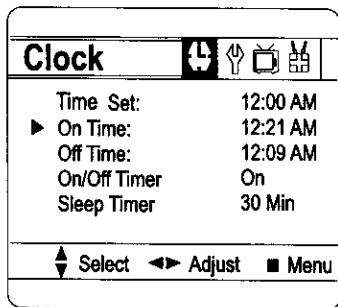 Clock
Time Set: 12:00 AM
On Time: 12:21 AM
Off Time: 12:09 AM
On/Off Timer On
Sleep Timer 30 Min
Select Adjust Menu